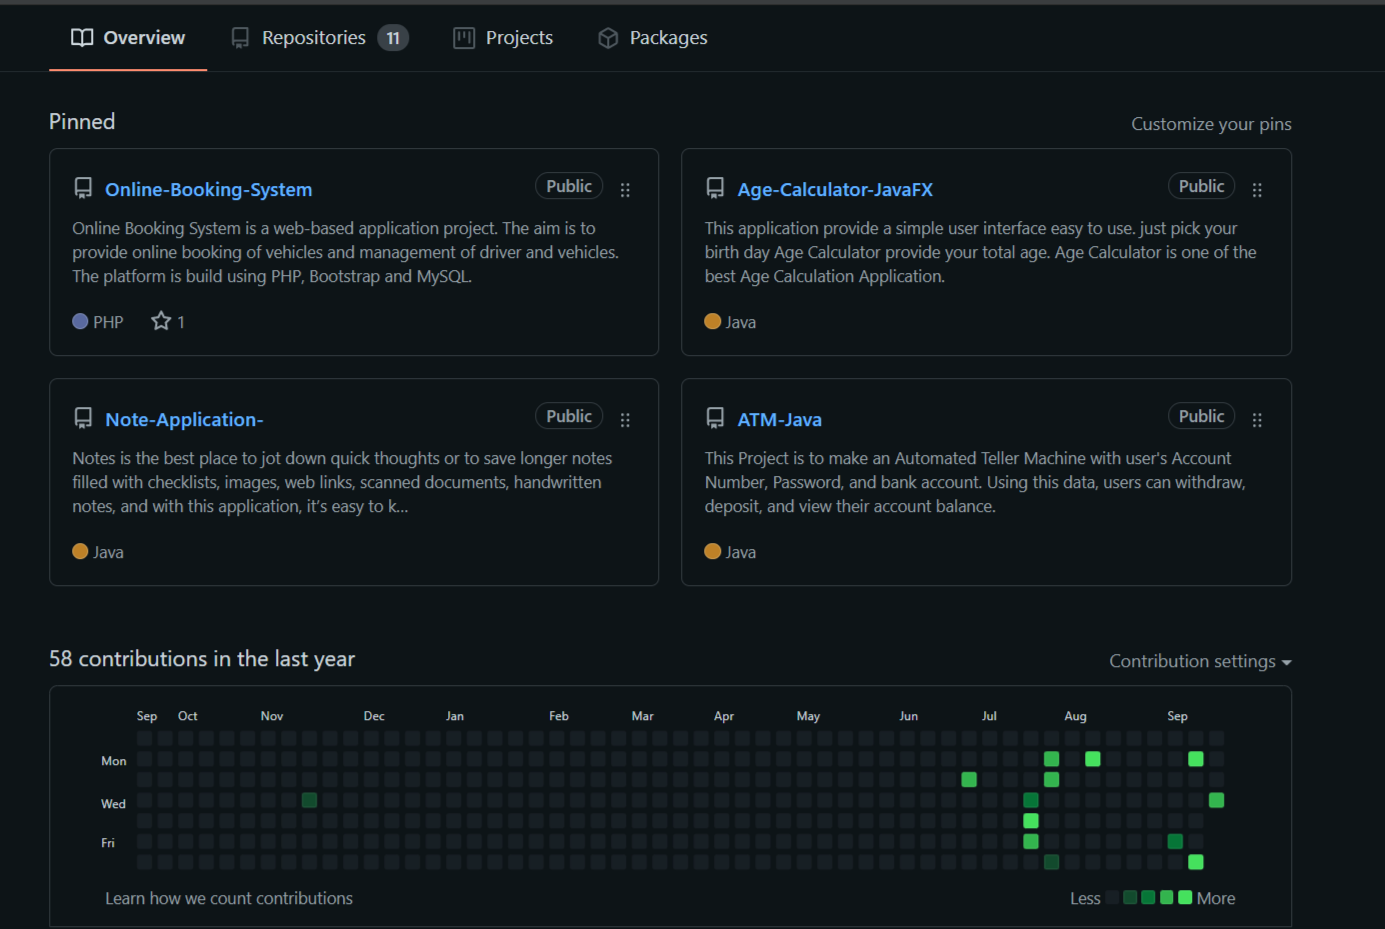 Overview Repositories 11 Projects Packages
Pinned Customize your pins
Online-Booking-System Public
Online Booking System is a web-based application project. The aim is to
provide online booking of vehicles and management of driver and vehicles.
The platform is build using PHP, Bootstrap and MySQL.
PHP 1
Age-Calculator-JavaFX Public
This application provide a simple user interface easy to use. just pick your
birth day Age Calculator provide your total age. Age Calculator is one of the
best Age Calculation Application.
Java
Note-Application- Public
Notes is the best place to jot down quick thoughts or to save longer notes
filled with checklists, images, web links, scanned documents, handwritten
notes, and with this application, it’s easy to k...
Java
ATM-Java Public
This Project is to make an Automated Teller Machine with user's Account
Number, Password, and bank account. Using this data, users can withdraw,
deposit, and view their account balance.
Java
58 contributions in the last year Contribution settings
Sep Oct Nov Dec Jan Feb Mar Apr May Jun Jul Aug Sep
Mon
Wed
Fri
Learn how we count contributions Less More